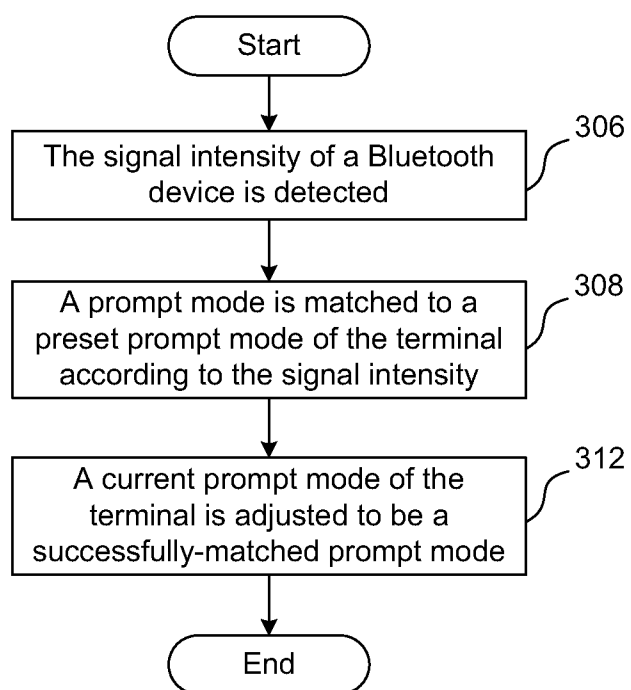 Start
306
The signal intensity of a Bluetooth
device is detected
308
A prompt mode is matched to a
preset prompt mode of the terminal
according to the signal intensity
312
A current prompt mode of the
terminal is adjusted to be a
successfully-matched prompt mode
End